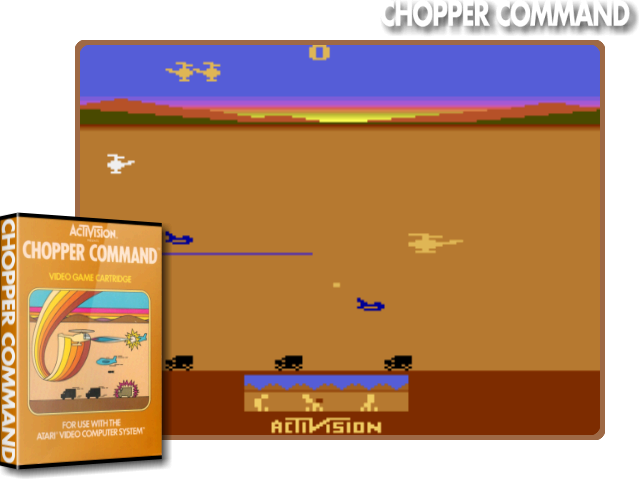 CHOPPER COMMAND
0
ACTIVISION
CHOPPER COMMAND
VIDEO GAME CARTRIDGE
FOR USE WITH THE
ATARI® VIDEO COMPUTER SYSTEM™
CHOPPER COMMAND
ACTIVISION